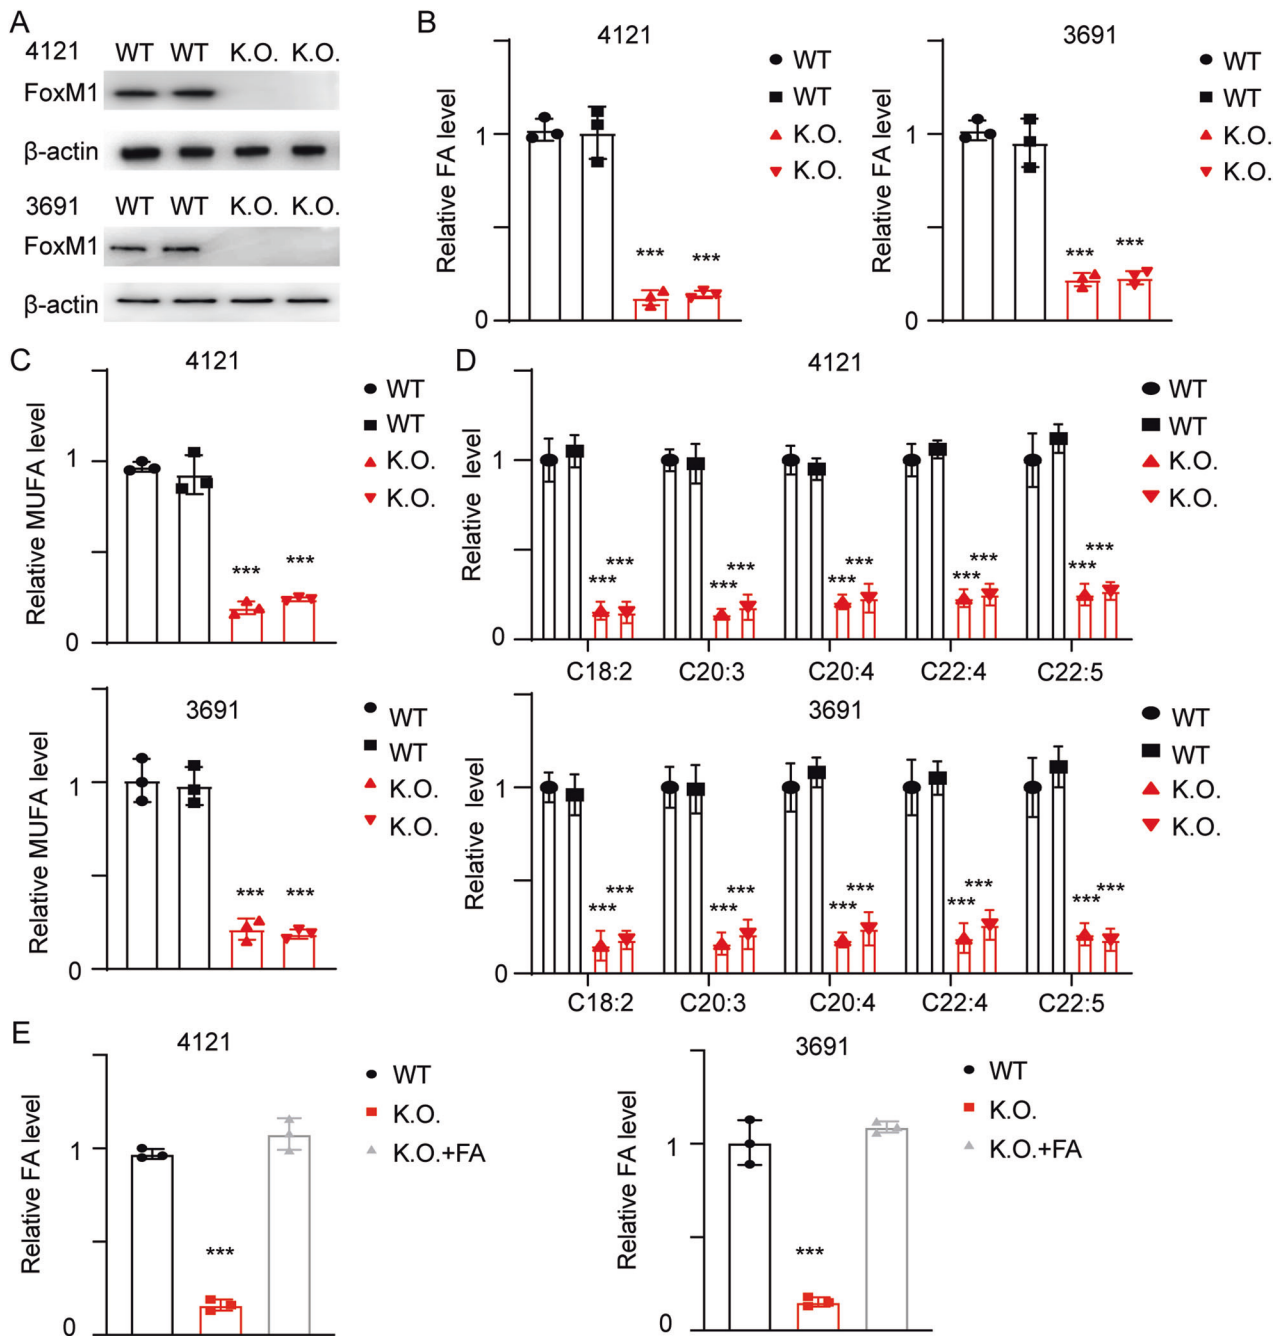 A
4121 WT WT K.O. K.O.
FoxM1
β-actin
3691 WT WT K.O. K.O.
FoxM1
β-actin
B
4121
Relative FA level
1
0
***
***
WT
WT
K.O.
K.O.
3691
Relative FA level
1
0
***
***
WT
WT
K.O.
K.O.
C
4121
Relative MUFA level
1
0
***
***
WT
WT
K.O.
K.O.
3691
Relative MUFA level
1
0
***
***
WT
WT
K.O.
K.O.
D
4121
Relative level
1
0
*** *** *** *** *** *** *** *** *** ***
C18:2 C20:3 C20:4 C22:4 C22:5
WT
WT
K.O.
K.O.
3691
Relative level
1
0
*** *** *** *** *** *** *** *** *** ***
C18:2 C20:3 C20:4 C22:4 C22:5
WT
WT
K.O.
K.O.
E
4121
Relative FA level
1
0
***
WT
K.O.
K.O.+FA
3691
Relative FA level
1
0
***
WT
K.O.
K.O.+FA